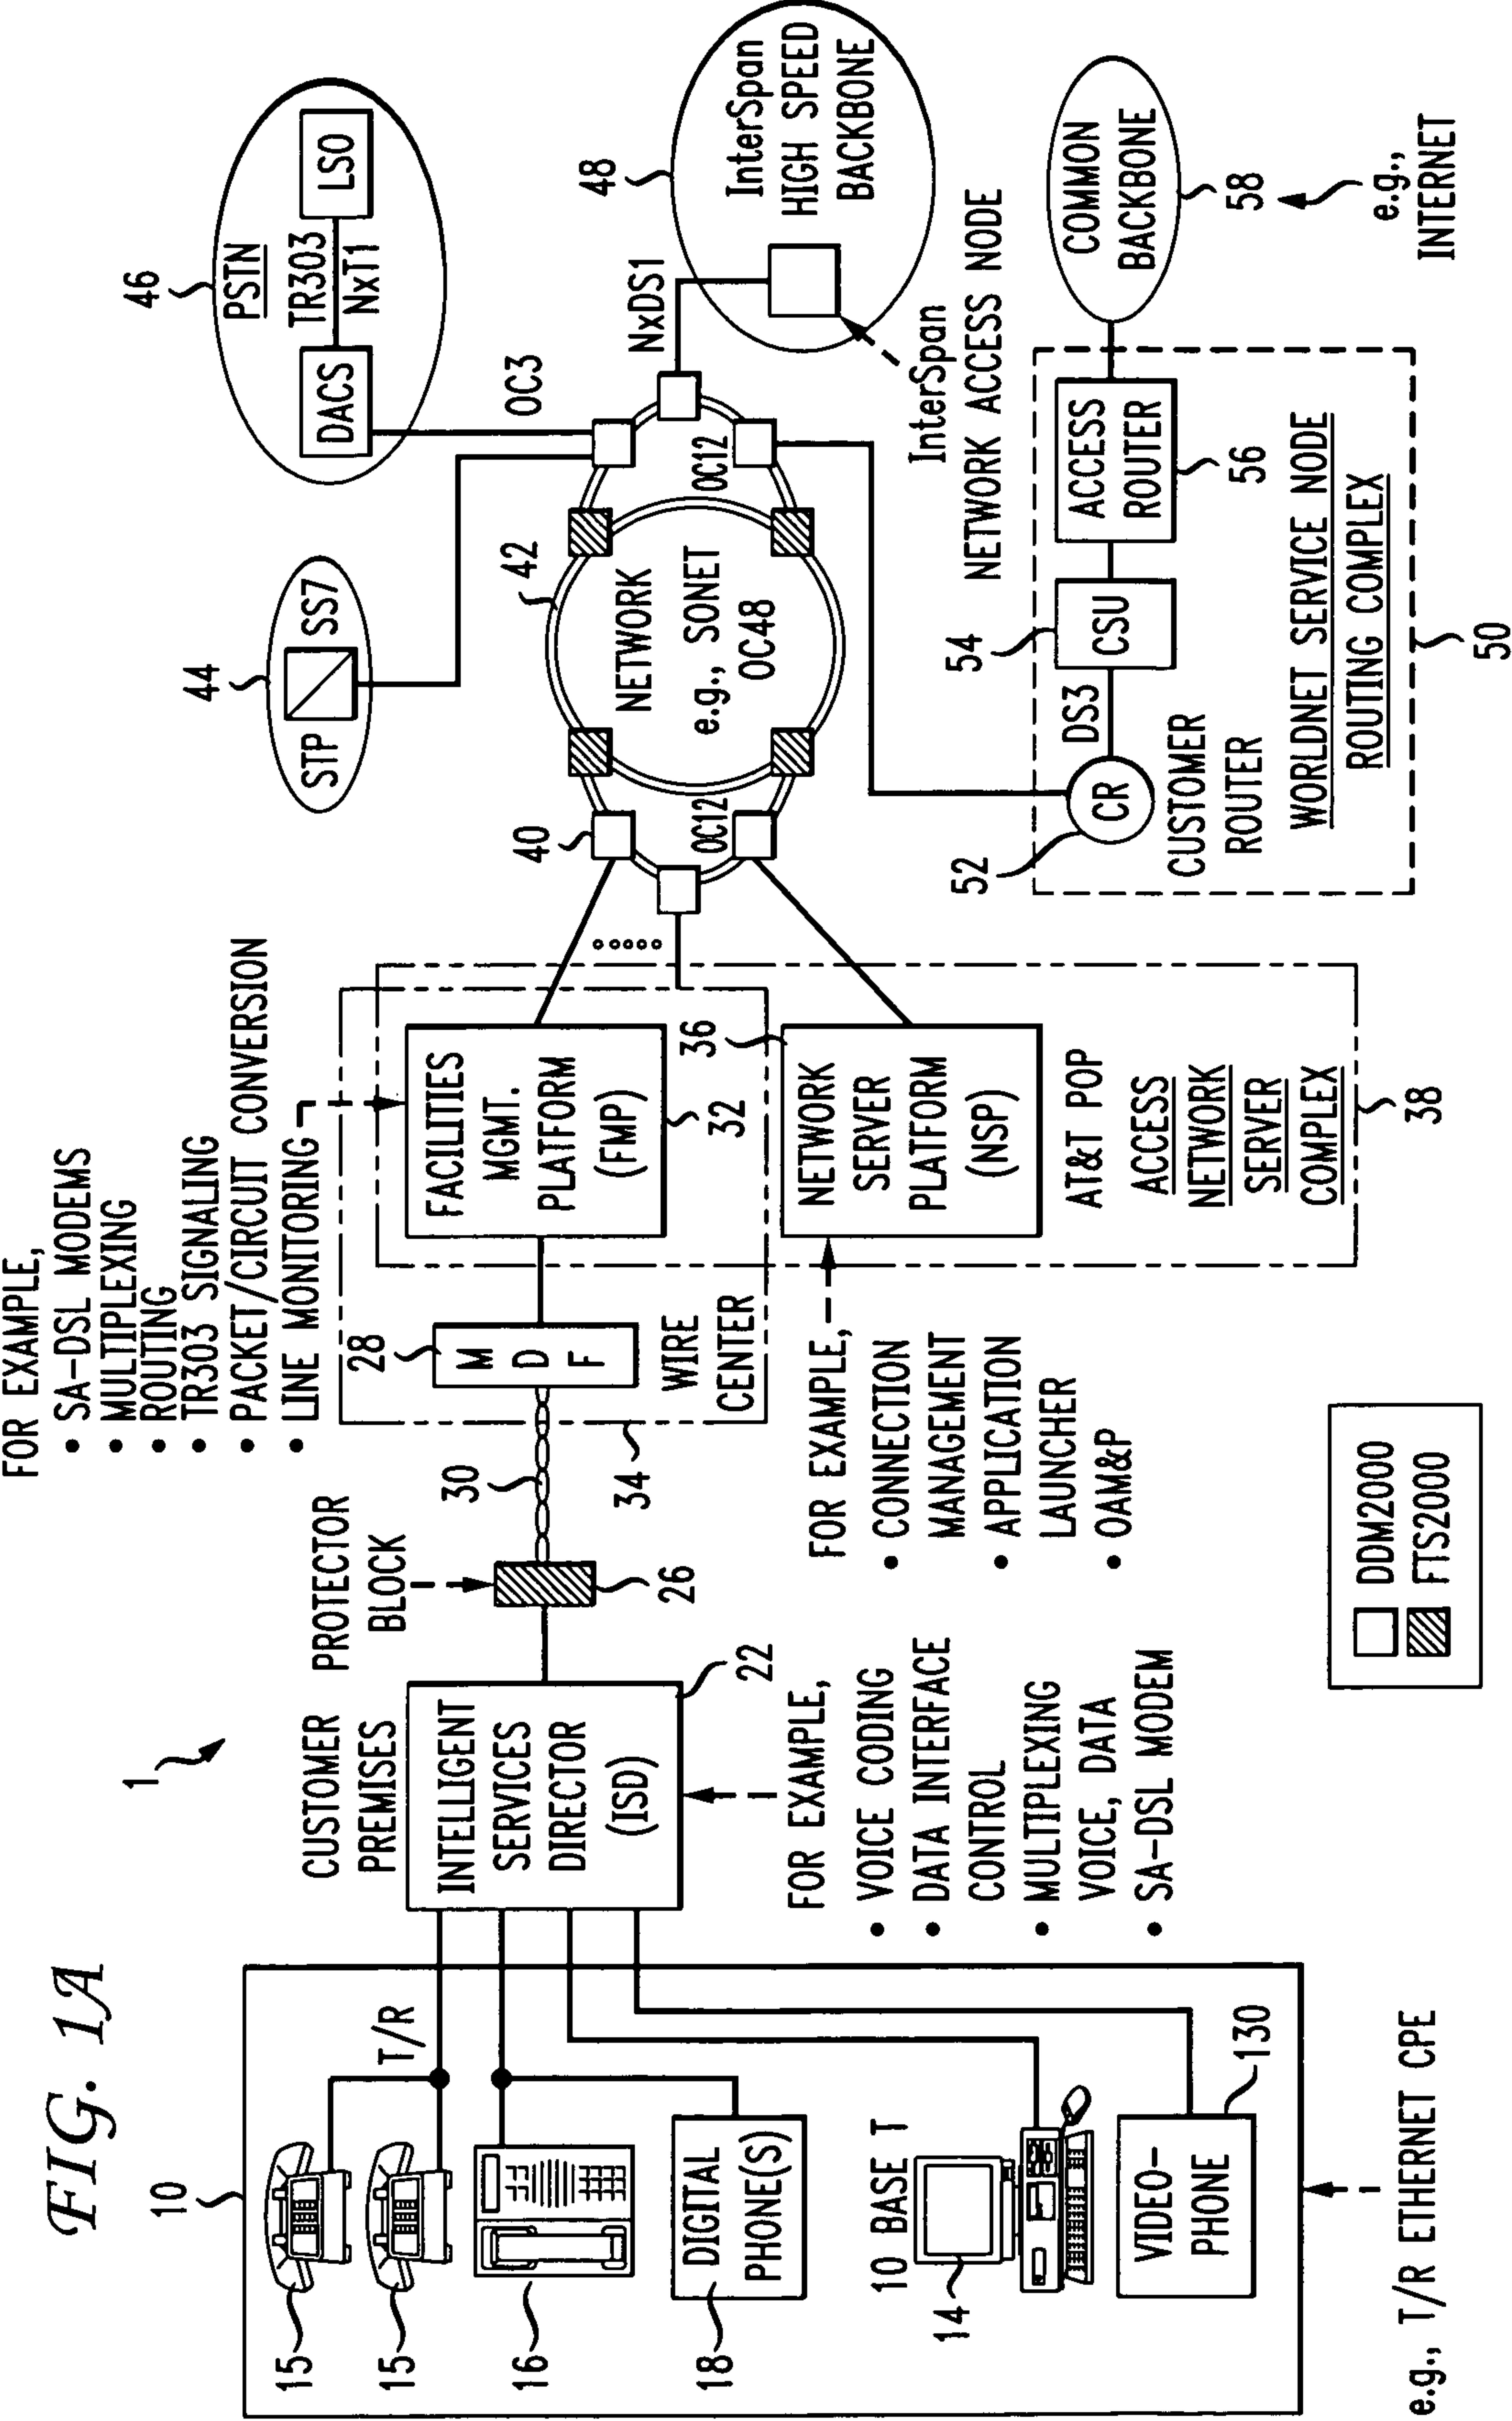 FIG. 1A
1
10
15
15
16
18
DIGITAL
PHONE(S)
T/R
10 BASE T
14
VIDEO-
PHONE
130
e.g., T/R ETHERNET CPE
CUSTOMER
PREMISES
INTELLIGENT
SERVICES
DIRECTOR
(ISD)
22
FOR EXAMPLE,
• VOICE CODING
• DATA INTERFACE
CONTROL
• MULTIPLEXING
VOICE, DATA
• SA-DSL MODEM
PROTECTOR
BLOCK
26
30
FOR EXAMPLE,
• SA-DSL MODEMS
• MULTIPLEXING
• ROUTING
• TR303 SIGNALING
• PACKET/CIRCUIT CONVERSION
• LINE MONITORING
28
M
D
F
WIRE
CENTER
34
FACILITIES
MGMT.
PLATFORM
(FMP)
32
36
NETWORK
SERVER
PLATFORM
(NSP)
AT&T POP
ACCESS
NETWORK
SERVER
COMPLEX
38
FOR EXAMPLE,
• CONNECTION
MANAGEMENT
• APPLICATION
LAUNCHER
• OAM&P
DDM2000
FTS2000
40
OC12
42
NETWORK
e.g., SONET
OC48
OC12
44
STP
SS7
OC3
46
PSTN
DACS
TR303
NxT1
LSO
NxDS1
48
InterSpan
HIGH SPEED
BACKBONE
InterSpan
NETWORK ACCESS NODE
52
CR
CUSTOMER
ROUTER
DS3
54
CSU
ACCESS
ROUTER
56
WORLDNET SERVICE NODE
ROUTING COMPLEX
50
COMMON
BACKBONE
58
e.g.,
INTERNET